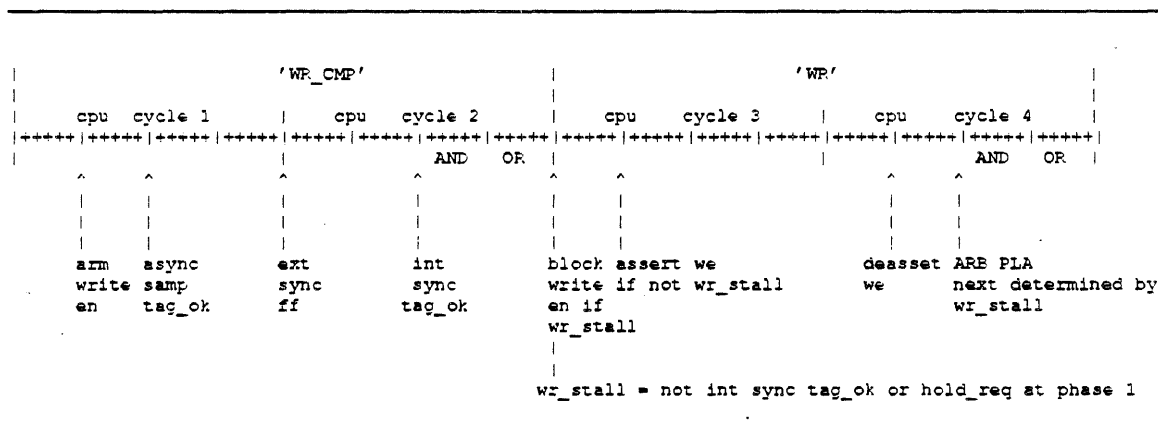 'WR_CMP' 'WR'
cpu cycle 1 | cpu cycle 2 | cpu cycle 3 | cpu cycle 4
|+++++|+++++|+++++|+++++|+++++|+++++|+++++|+++++|+++++|+++++|+++++|+++++|+++++|+++++|+++++|+++++|
AND OR AND OR
^ ^ ^ ^ ^ ^ ^ ^
arm async ext int block assert we deasset ARB PLA
write samp sync sync write if not wr_stall we next determined by
en tag_ok ff tag_ok en if wr_stall
wr_stall
wr_stall = not int sync tag_ok or hold_req at phase 1